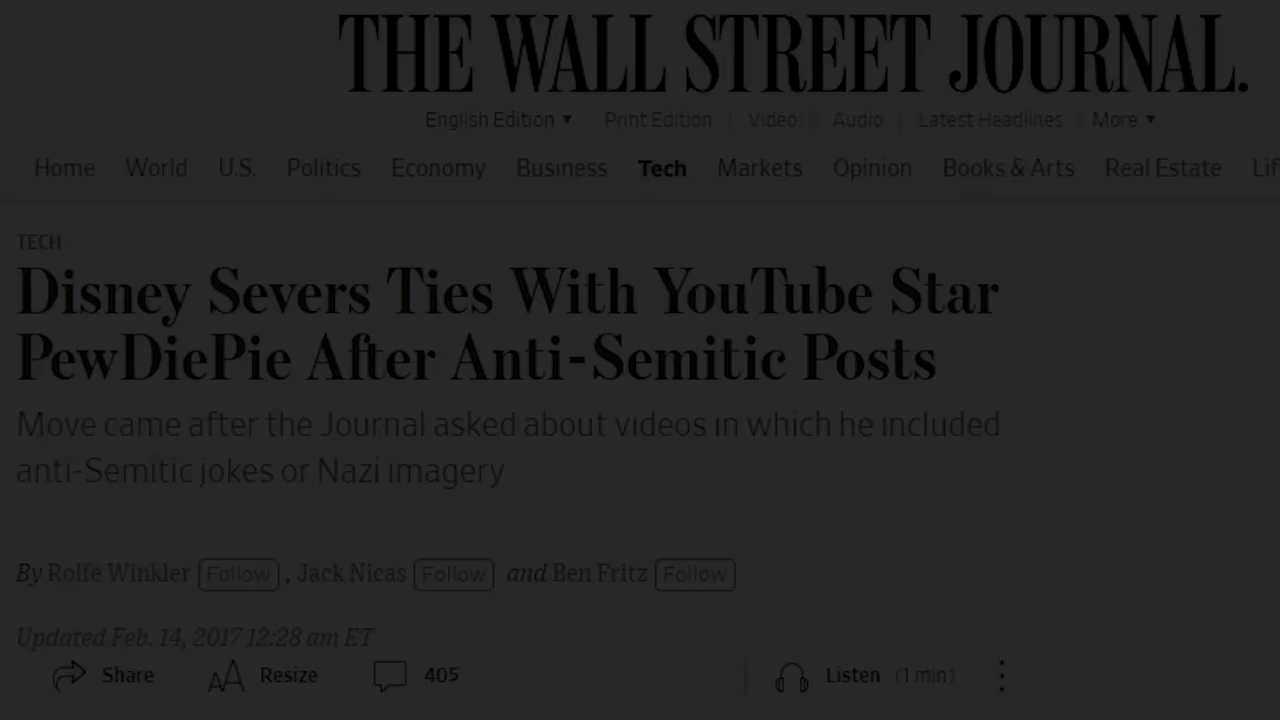 THE WALL STREET JOURNAL.
English Edition ▼ Print Edition | Video | Audio | Latest Headlines | More ▼
Home World U.S. Politics Economy Business Tech Markets Opinion Books & Arts Real Estate Lif
TECH
Disney Severs Ties With YouTube Star
PewDiePie After Anti-Semitic Posts
Move came after the Journal asked about videos in which he included
anti-Semitic jokes or Nazi imagery
By Rolfe Winkler Follow , Jack Nicas Follow and Ben Fritz Follow
Updated Feb. 14, 2017 12:28 am ET
Share AA Resize 405 Listen (1 min)